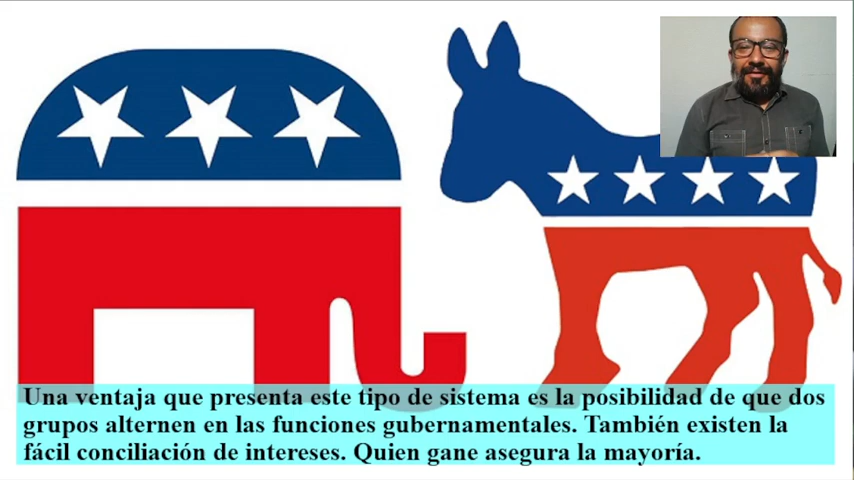 Una ventaja que presenta este tipo de sistema es la posibilidad de que dos
grupos alternen en las funciones gubernamentales. También existen la
fácil conciliación de intereses. Quien gane asegura la mayoría.